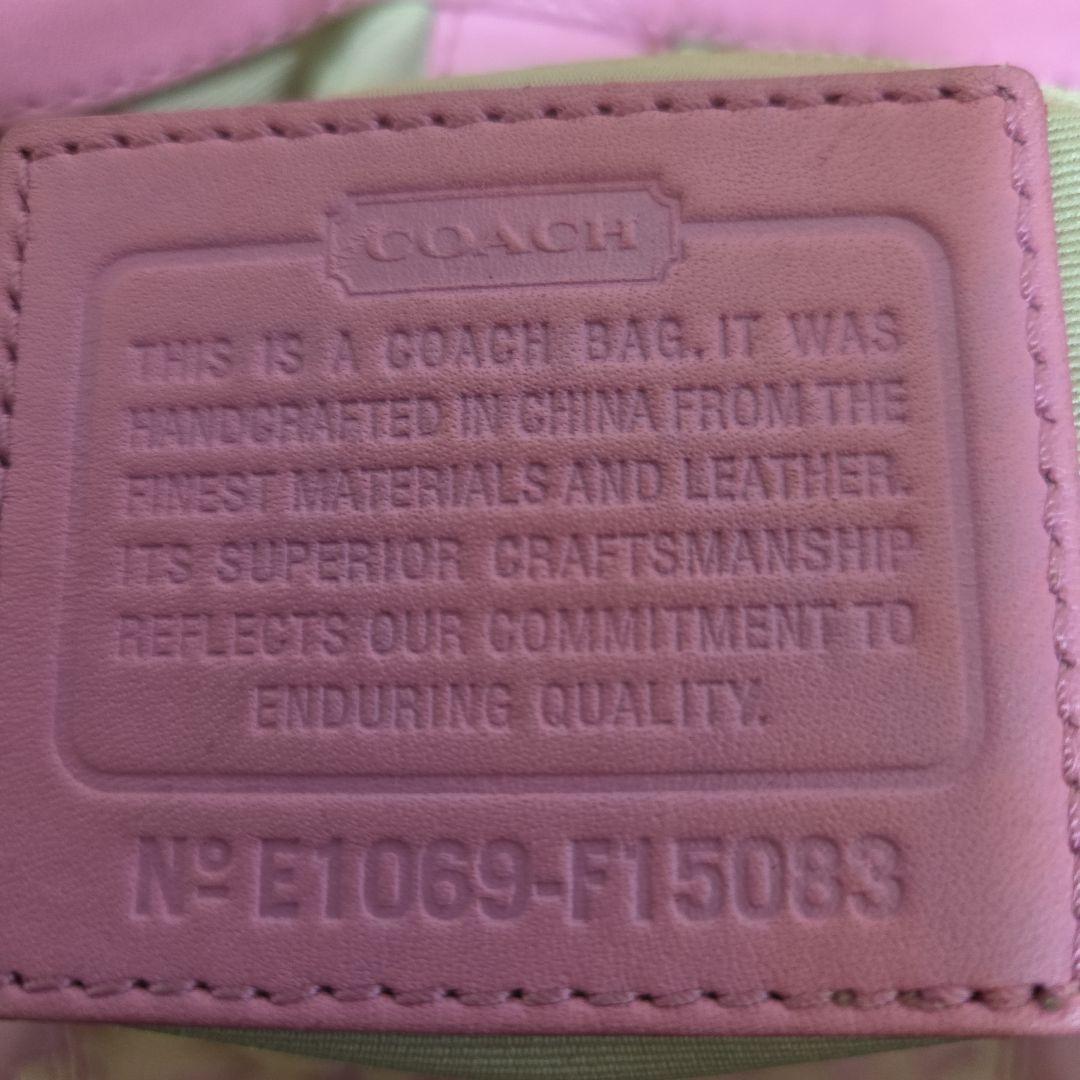 COACH
THIS IS A COACH BAG. IT WAS
HANDCRAFTED IN CHINA FROM THE
FINEST MATERIALS AND LEATHER.
ITS SUPERIOR CRAFTSMANSHIP
REFLECTS OUR COMMITMENT TO
ENDURING QUALITY.
Nº E1069-F15083